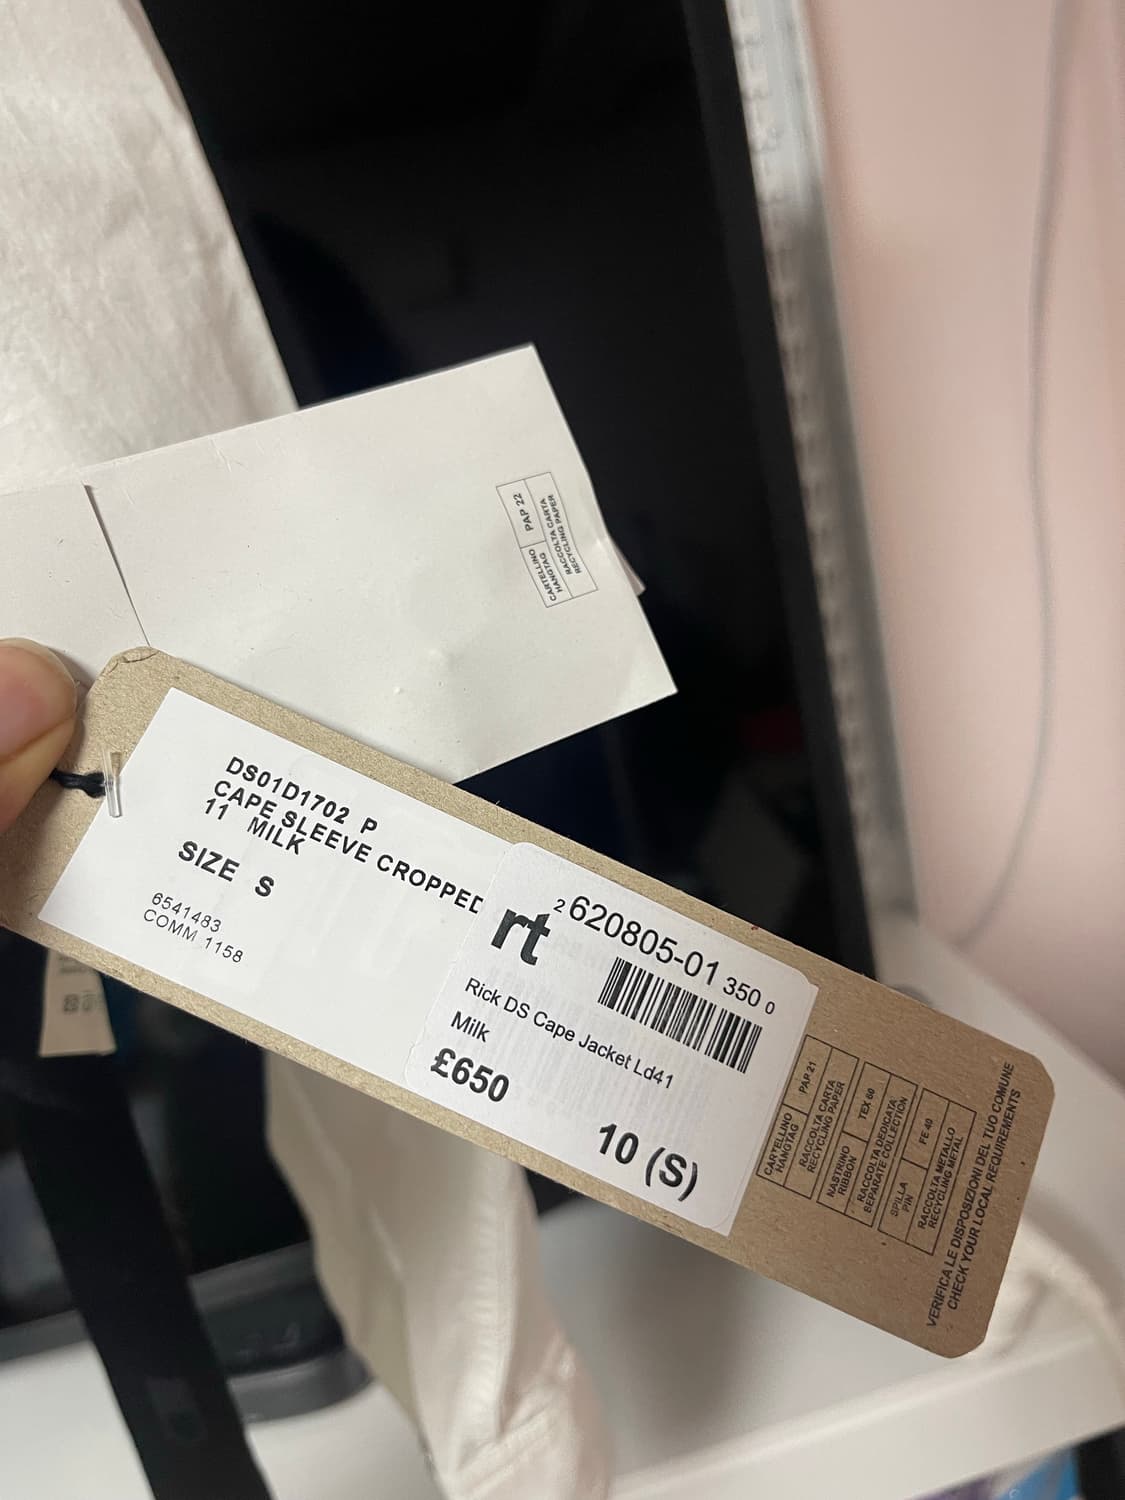 PAP 22
CARTELLINO
HANGTAG
RACCOLTA CARTA
RECYCLING PAPER
DS01D1702 P
CAPE SLEEVE CROPPED
11 MILK
SIZE S
6541483
COMM 1158
rt
2 620805-01 350 0
Rick DS Cape Jacket Ld41
Milk
£650
10 (S)
CARTELLINO
HANGTAG
PAP 21
RACCOLTA CARTA
RECYCLING PAPER
NASTRINO
RIBBON
TEX 60
RACCOLTA DEDICATA
SEPARATE COLLECTION
SPILLA
PIN
FE 40
RACCOLTA METALLO
RECYCLING METAL
VERIFICA LE DISPOSIZIONI DEL TUO COMUNE
CHECK YOUR LOCAL REQUIREMENTS